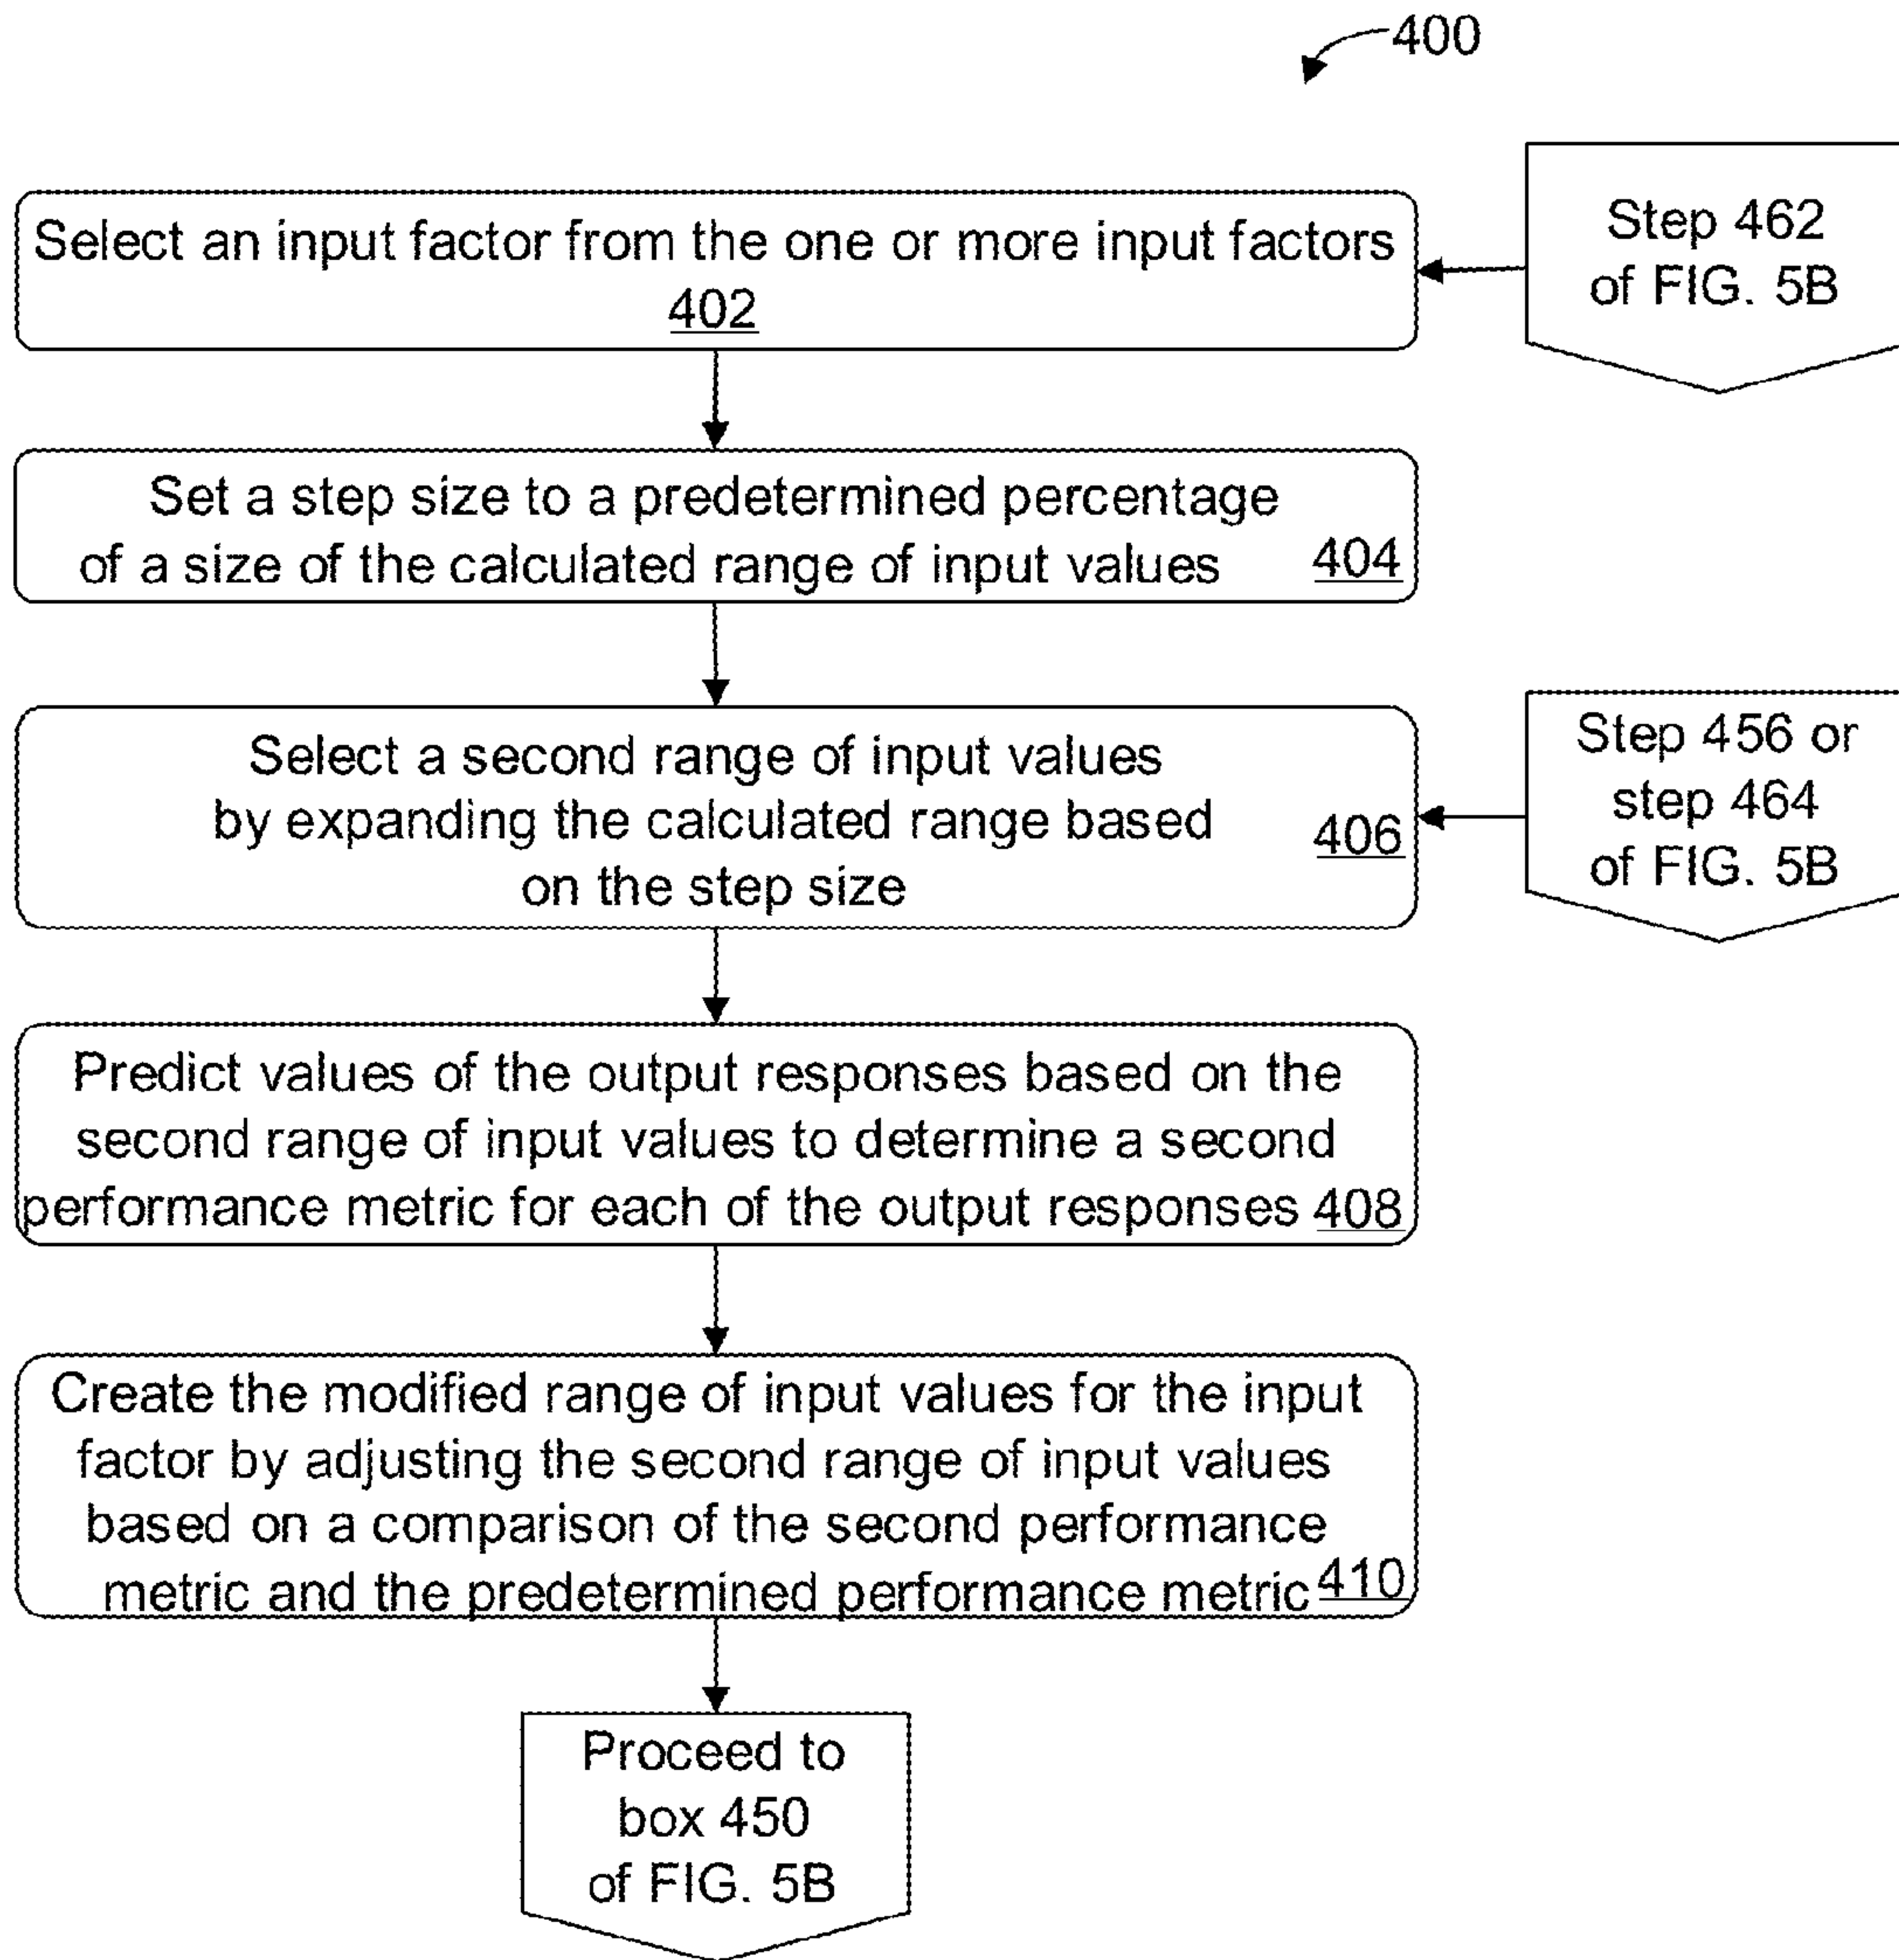 400
Select an input factor from the one or more input factors
402
Step 462
of FIG. 5B
Set a step size to a predetermined percentage
of a size of the calculated range of input values 404
Select a second range of input values
by expanding the calculated range based
on the step size
406
Step 456 or
step 464
of FIG. 5B
Predict values of the output responses based on the
second range of input values to determine a second
performance metric for each of the output responses 408
Create the modified range of input values for the input
factor by adjusting the second range of input values
based on a comparison of the second performance
metric and the predetermined performance metric 410
Proceed to
box 450
of FIG. 5B